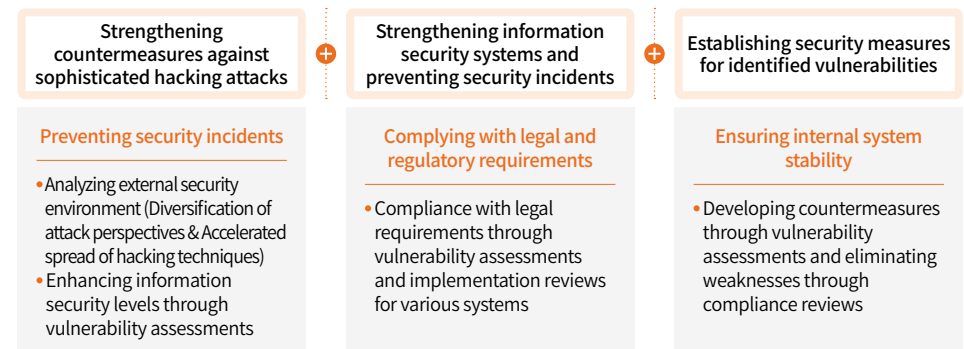 Strengthening
countermeasures against
sophisticated hacking attacks
Preventing security incidents
•Analyzing external security
environment (Diversification of
attack perspectives & Accelerated
spread of hacking techniques)
•Enhancing information
security levels through
vulnerability assessments
+
Strengthening information
security systems and
preventing security incidents
Complying with legal and
regulatory requirements
•Compliance with legal
requirements through
vulnerability assessments
and implementation reviews
for various systems
+
Establishing security measures
for identified vulnerabilities
Ensuring internal system
stability
•Developing countermeasures
through vulnerability
assessments and eliminating
weaknesses through
compliance reviews